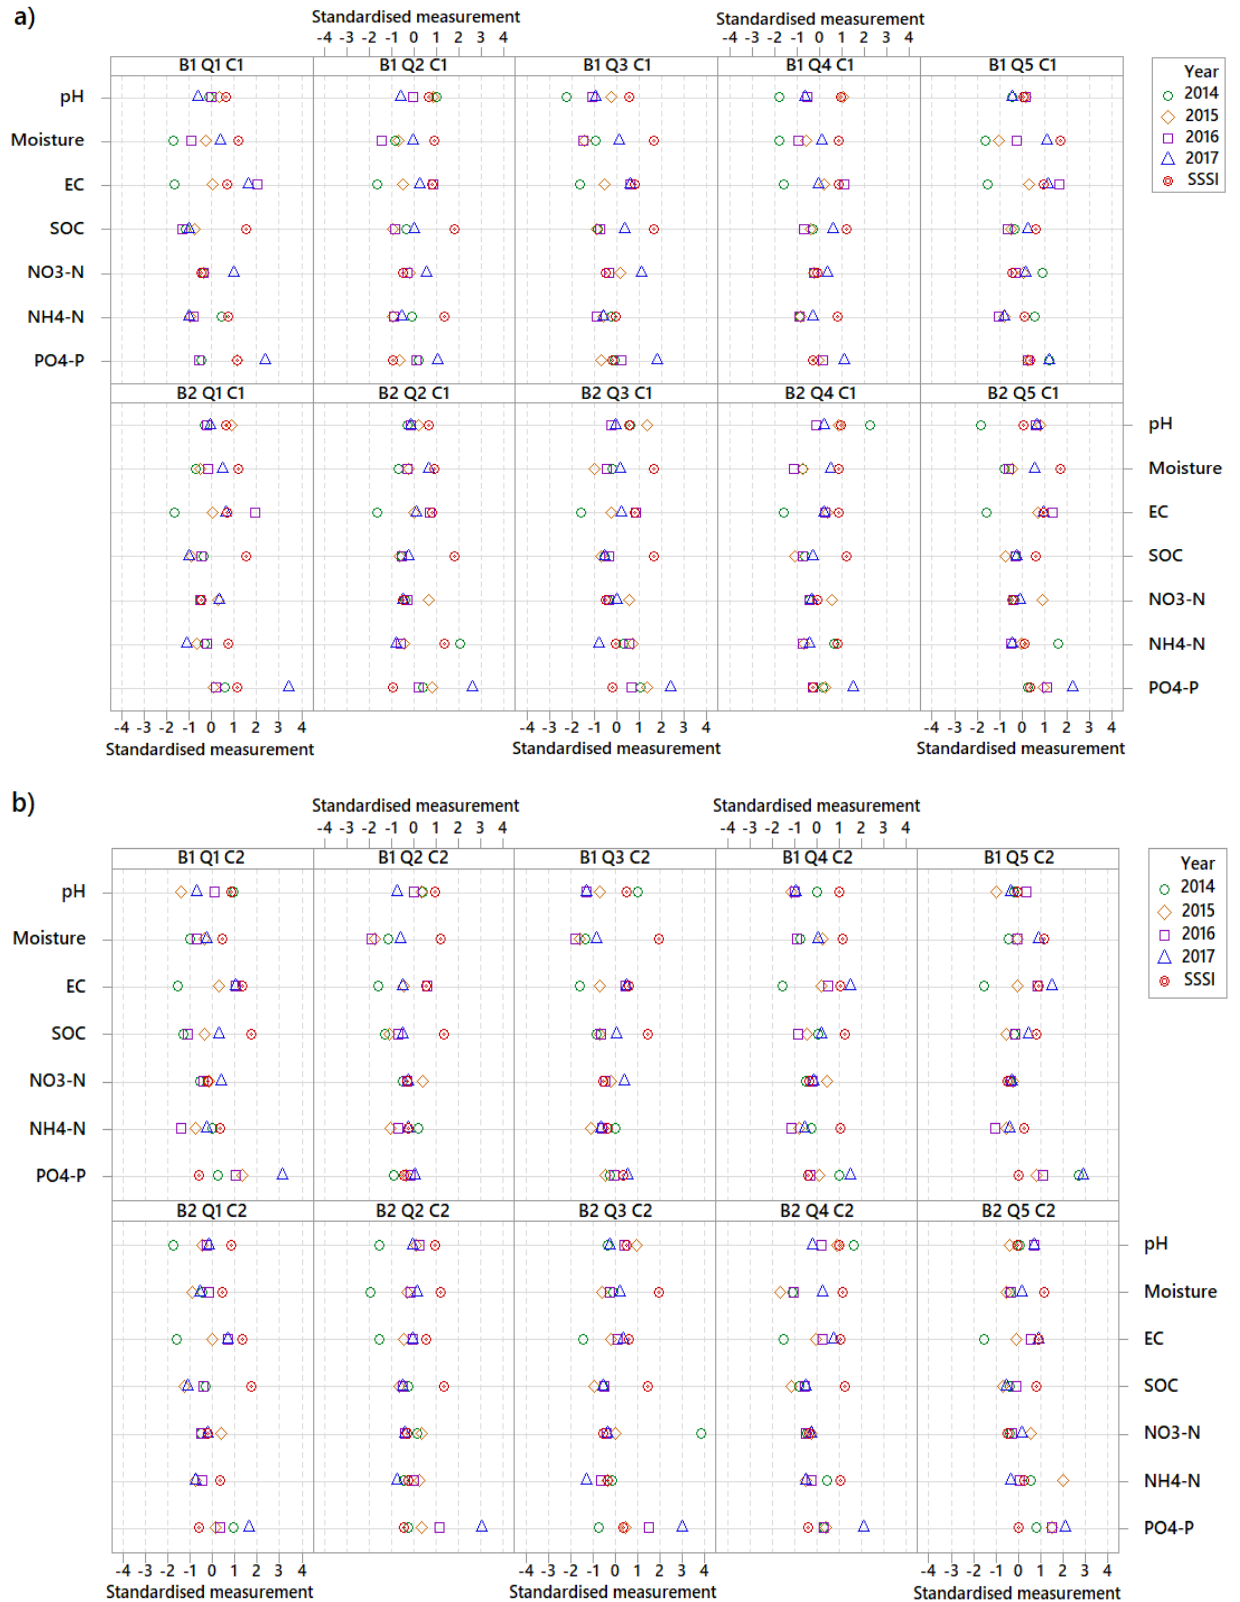 a)
Standardised measurement
Standardised measurement
-4 -3 -2 -1 0 1 2 3 4
-4 -3 -2 -1 0 1 2 3 4
B1 Q1 C1
B1 Q2 C1
B1 Q3 C1
B1 Q4 C1
B1 Q5 C1
Year
2014
2015
2016
2017
SSSI
pH
Moisture
EC
SOC
NO3-N
NH4-N
PO4-P
B2 Q1 C1
B2 Q2 C1
B2 Q3 C1
B2 Q4 C1
B2 Q5 C1
pH
Moisture
EC
SOC
NO3-N
NH4-N
PO4-P
-4 -3 -2 -1 0 1 2 3 4
-4 -3 -2 -1 0 1 2 3 4
-4 -3 -2 -1 0 1 2 3 4
Standardised measurement
Standardised measurement
Standardised measurement
b)
Standardised measurement
Standardised measurement
-4 -3 -2 -1 0 1 2 3 4
-4 -3 -2 -1 0 1 2 3 4
B1 Q1 C2
B1 Q2 C2
B1 Q3 C2
B1 Q4 C2
B1 Q5 C2
Year
2014
2015
2016
2017
SSSI
pH
Moisture
EC
SOC
NO3-N
NH4-N
PO4-P
B2 Q1 C2
B2 Q2 C2
B2 Q3 C2
B2 Q4 C2
B2 Q5 C2
pH
Moisture
EC
SOC
NO3-N
NH4-N
PO4-P
-4 -3 -2 -1 0 1 2 3 4
-4 -3 -2 -1 0 1 2 3 4
-4 -3 -2 -1 0 1 2 3 4
Standardised measurement
Standardised measurement
Standardised measurement